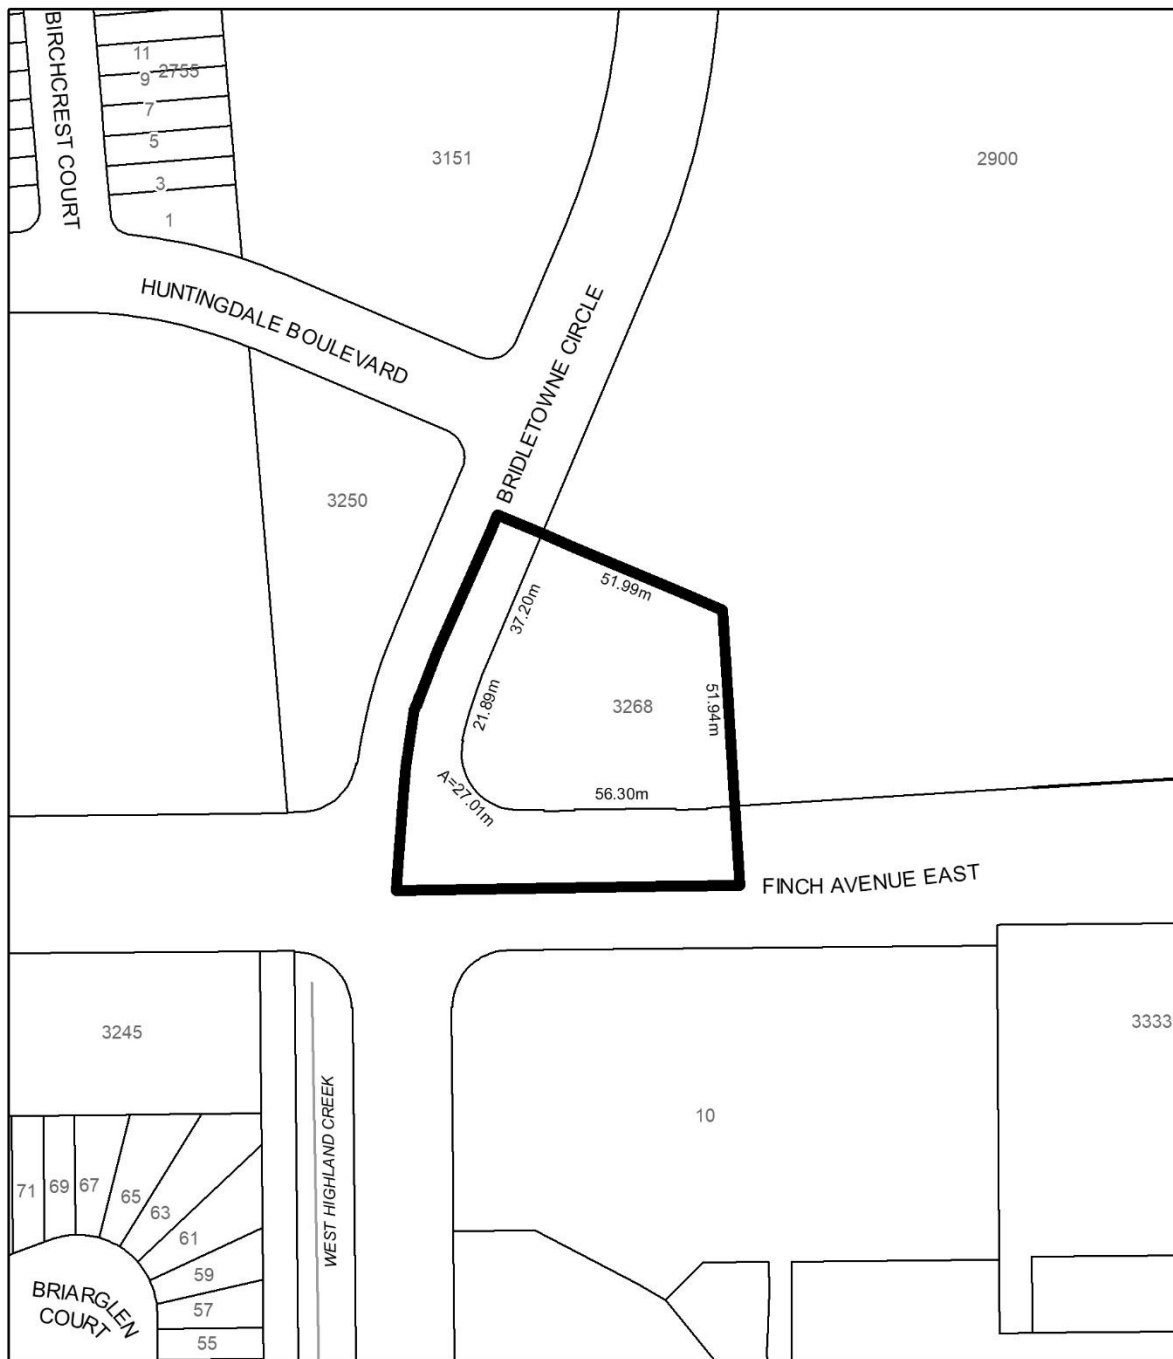 BIRCHCREST COURT
11
9
2755
7
5
3
1
3151
2900
HUNTINGDALE BOULEVARD
BRIDLETOWNE CIRCLE
3250
51.99m
37.20m
21.89m
3268
51.94m
A=27.01m
56.30m
FINCH AVENUE EAST
3245
3333
10
WEST HIGHLAND CREEK
71
69
67
65
63
61
59
57
55
BRIARGLEN
COURT